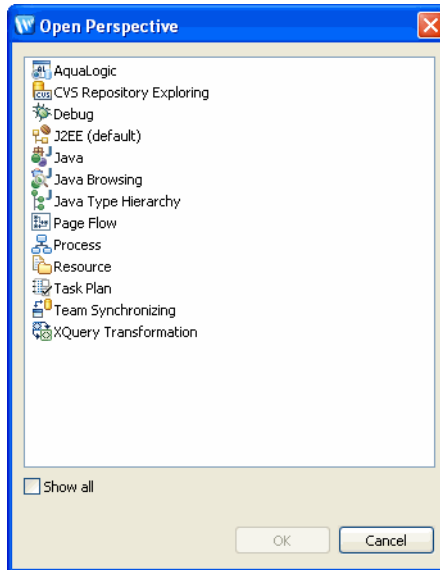 Open Perspective
AquaLogic
CVS Repository Exploring
Debug
J2EE (default)
Java
Java Browsing
Java Type Hierarchy
Page Flow
Process
Resource
Task Plan
Team Synchronizing
XQuery Transformation
Show all
OK
Cancel